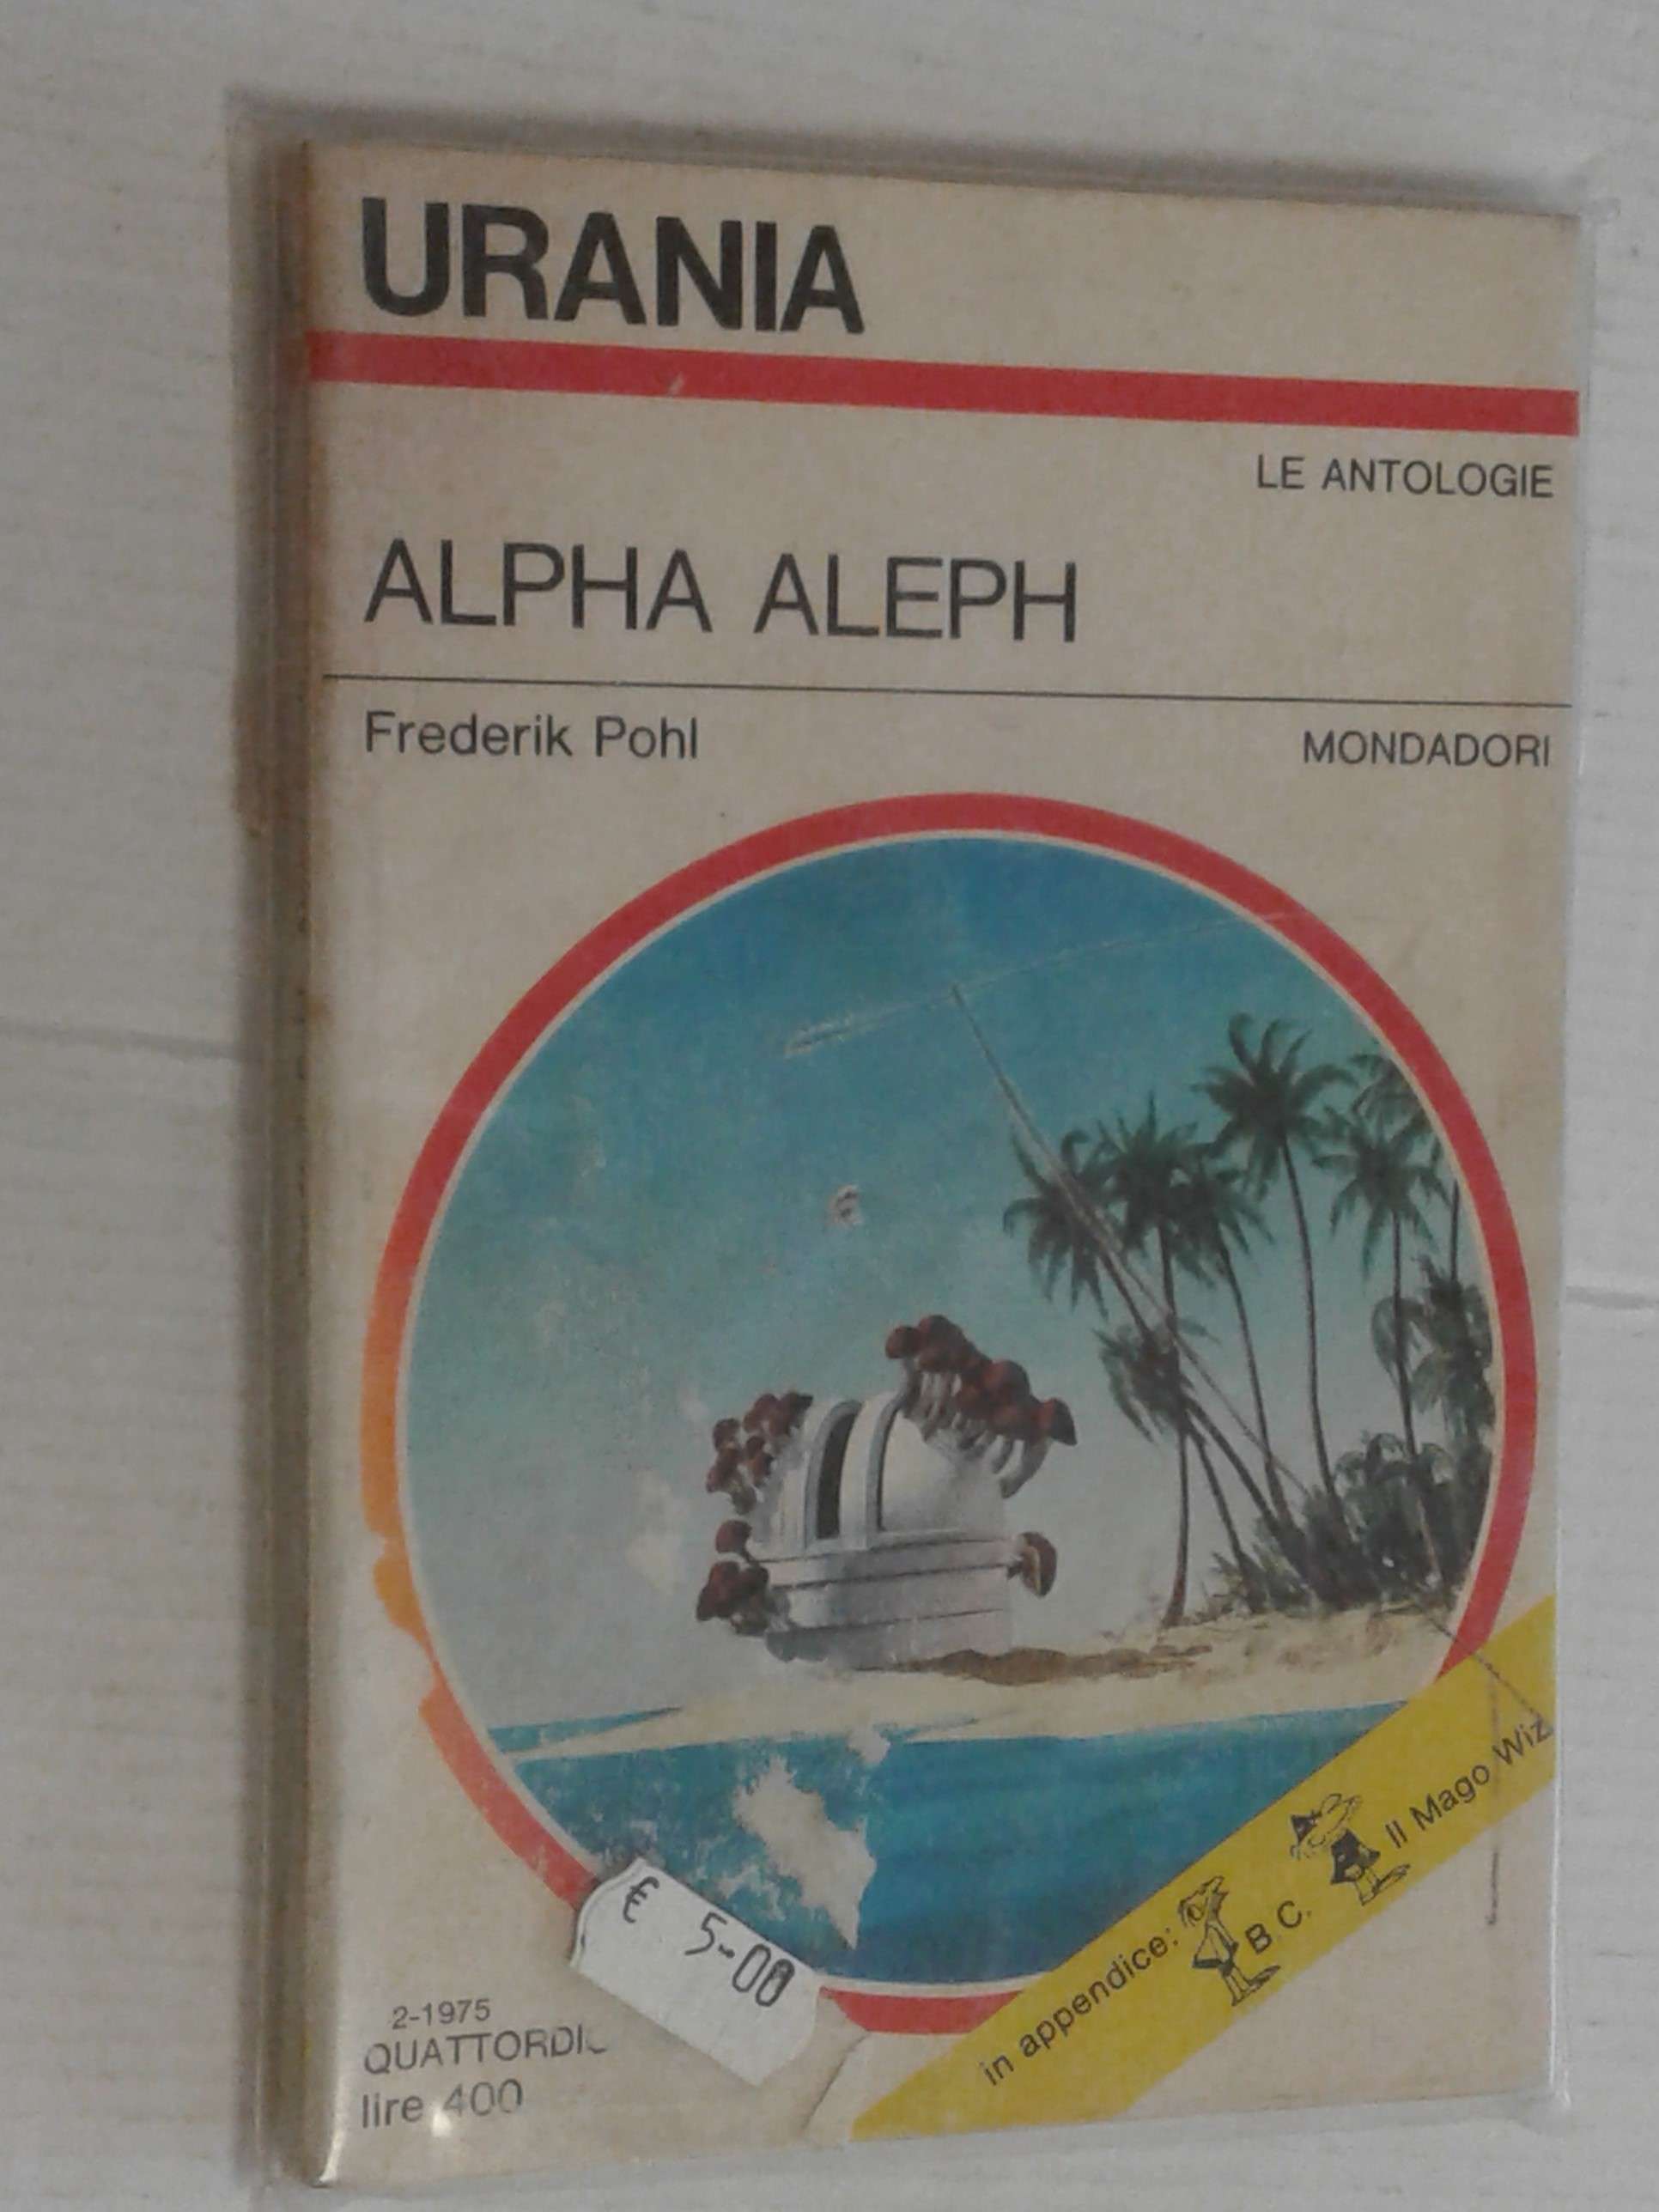 URANIA
LE ANTOLOGIE
ALPHA ALEPH
Frederik Pohl
MONDADORI
in appendice: B.C. Il Mago Wiz
€ 5-00
2-1975
lire 400